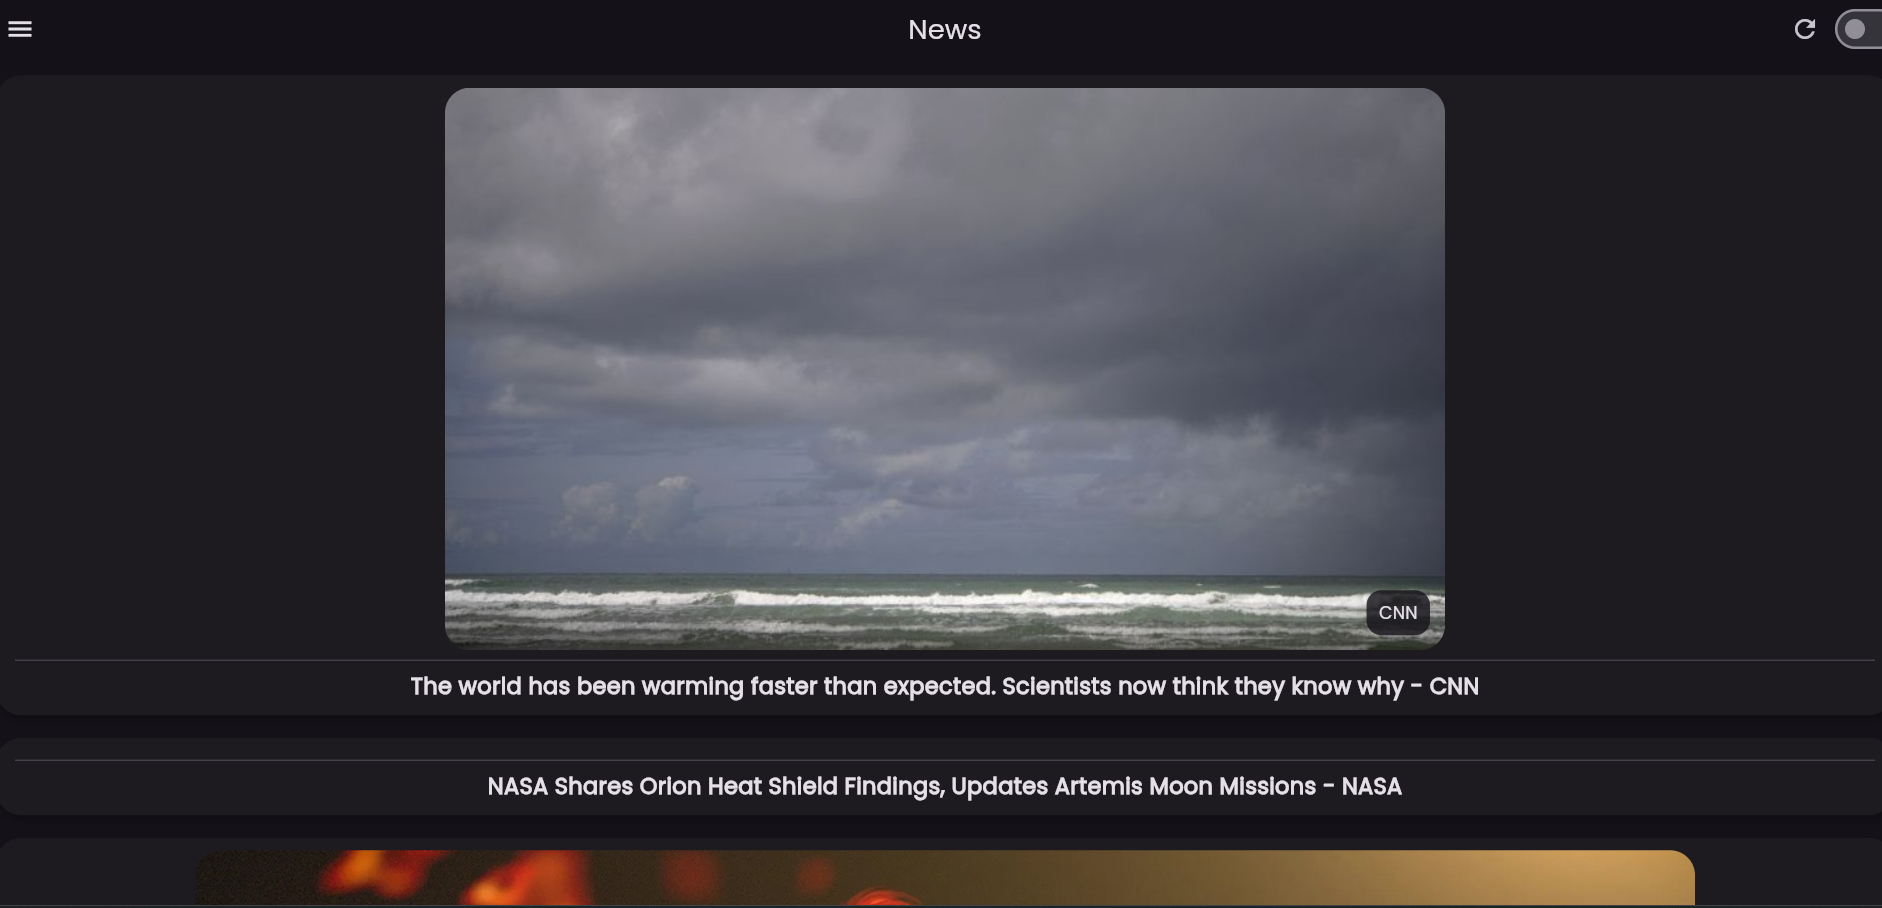 News
CNN
The world has been warming faster than expected. Scientists now think they know why - CNN
NASA Shares Orion Heat Shield Findings, Updates Artemis Moon Missions - NASA